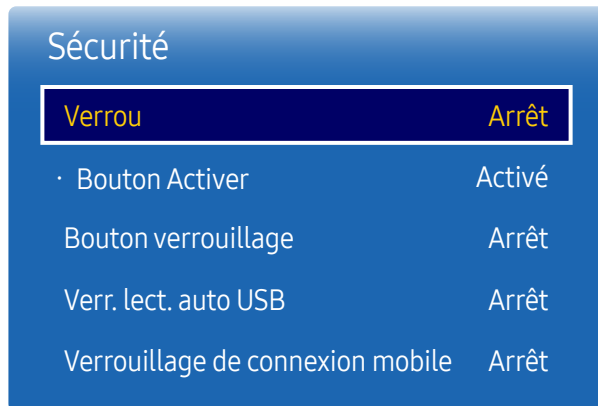 Sécurité
Verrou Arrêt
· Bouton Activer Activé
Bouton verrouillage Arrêt
Verr. lect. auto USB Arrêt
Verrouillage de connexion mobile Arrêt